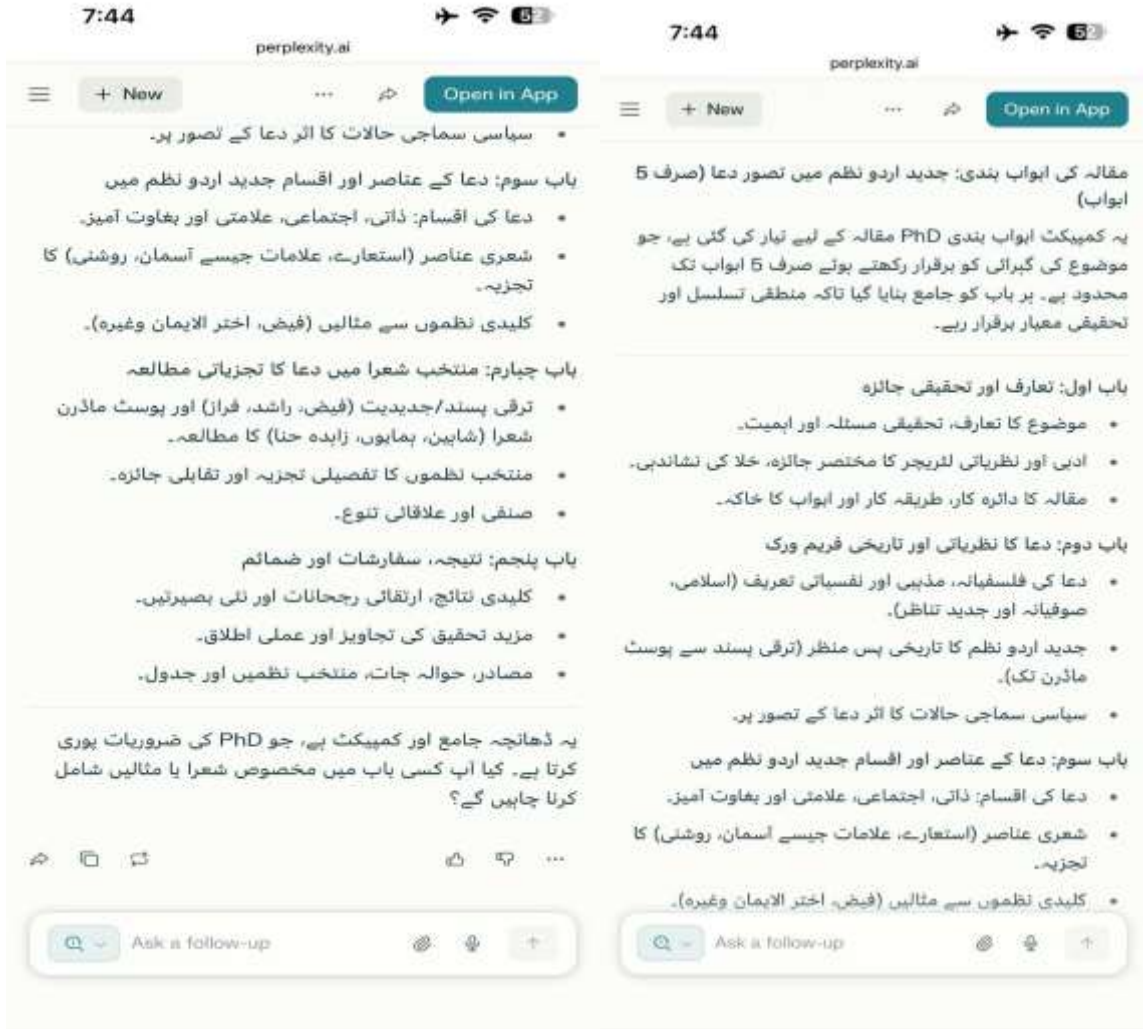 7:44
perplexity.ai
+ New
Open in App
سیاسی سماجی حالات کا اثر دعا کے تصور پر۔
باب سوم: دعا کے عناصر اور اقسام جدید اردو نظم میں
دعا کی اقسام: ذاتی، اجتماعی، علامتی اور بغاوت آمیز۔
شعری عناصر (استعارے، علامات جیسے آسمان، روشنی) کا
تجزیہ۔
کلیدی نظموں سے مثالیں (فیض، اختر الایمان وغیرہ)۔
باب چہارم: منتخب شعرا میں دعا کا تجزیاتی مطالعہ
ترقی پسند/جدیدیت (فیض، راشد، فراز) اور پوسٹ ماڈرن
شعرا (شاہین، ہمایوں، زاہدہ حنا) کا مطالعہ۔
منتخب نظموں کا تفصیلی تجزیہ اور تقابلی جائزہ۔
صنفی اور علاقائی تنوع۔
باب پنجم: نتیجہ، سفارشات اور ضمائم
کلیدی نتائج، ارتقائی رجحانات اور نئی بصیرتیں۔
مزید تحقیق کی تجاویز اور عملی اطلاق۔
مصادر، حوالہ جات، منتخب نظمیں اور جدول۔
یہ ڈھانچہ جامع اور کمپیکٹ ہے، جو PhD کی ضروریات پوری
کرتا ہے۔ کیا آپ کسی باب میں مخصوص شعرا یا مثالیں شامل
کرنا چاہیں گے؟
Ask a follow-up
7:44
perplexity.ai
+ New
Open in App
مقالہ کی ابواب بندی: جدید اردو نظم میں تصور دعا (صرف 5
ابواب)
یہ کمپیکٹ ابواب بندی PhD مقالہ کے لیے تیار کی گئی ہے، جو
موضوع کی گہرائی کو برقرار رکھتے ہوئے صرف 5 ابواب تک
محدود ہے۔ ہر باب کو جامع بنایا گیا تاکہ منطقی تسلسل اور
تحقیقی معیار برقرار رہے۔
باب اول: تعارف اور تحقیقی جائزہ
موضوع کا تعارف، تحقیقی مسئلہ اور اہمیت۔
ادبی اور نظریاتی لٹریچر کا مختصر جائزہ، خلا کی نشاندہی۔
مقالہ کا دائرہ کار، طریقہ کار اور ابواب کا خاکہ۔
باب دوم: دعا کا نظریاتی اور تاریخی فریم ورک
دعا کی فلسفیانہ، مذہبی اور نفسیاتی تعریف (اسلامی،
صوفیانہ اور جدید تناظر)۔
جدید اردو نظم کا تاریخی پس منظر (ترقی پسند سے پوسٹ
ماڈرن تک)۔
سیاسی سماجی حالات کا اثر دعا کے تصور پر۔
باب سوم: دعا کے عناصر اور اقسام جدید اردو نظم میں
دعا کی اقسام: ذاتی، اجتماعی، علامتی اور بغاوت آمیز۔
شعری عناصر (استعارے، علامات جیسے آسمان، روشنی) کا
تجزیہ۔
کلیدی نظموں سے مثالیں (فیض، اختر الایمان وغیرہ)۔
Ask a follow-up